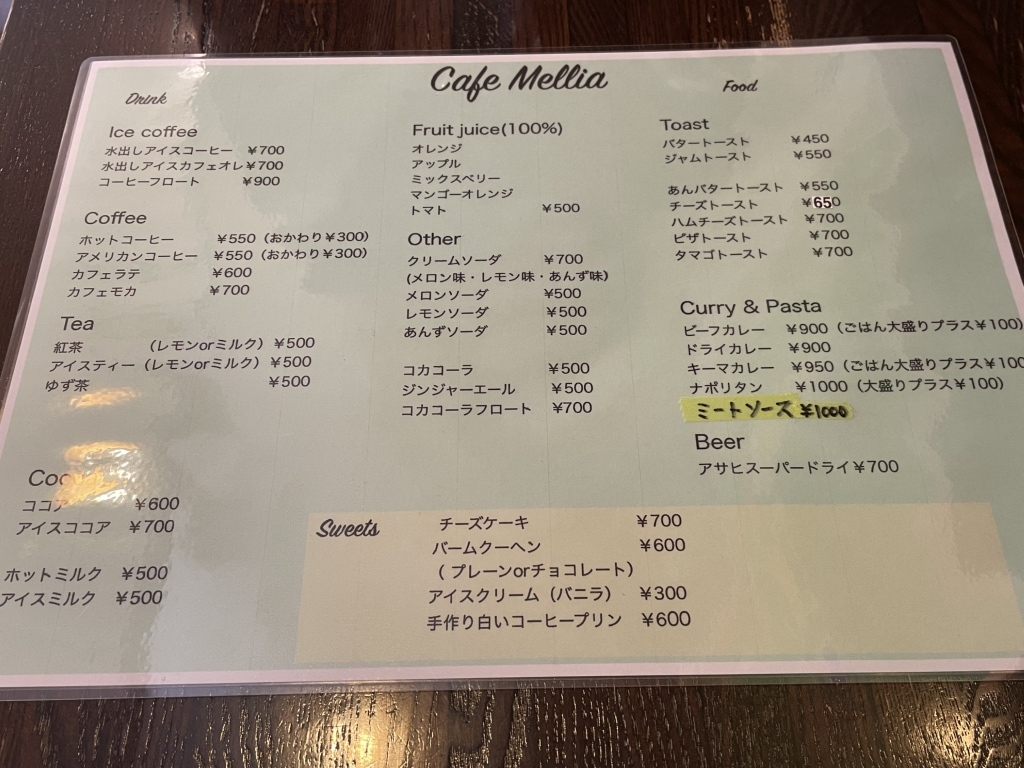 Cafe Mellia
Drink
Ice coffee
水出しアイスコーヒー ¥700
水出しアイスカフェオレ¥700
コーヒーフロート ¥900
Coffee
ホットコーヒー ¥550（おかわり¥300）
アメリカンコーヒー ¥550（おかわり¥300）
カフェラテ ¥600
カフェモカ ¥700
Tea
紅茶 （レモンorミルク）¥500
アイスティー（レモンorミルク）¥500
ゆず茶 ¥500
ココア ¥600
アイスココア ¥700
ホットミルク ¥500
アイスミルク ¥500
Fruit juice(100%)
オレンジ
アップル
ミックスベリー
マンゴーオレンジ
トマト ¥500
Other
クリームソーダ ¥700
(メロン味・レモン味・あんず味)
メロンソーダ ¥500
レモンソーダ ¥500
あんずソーダ ¥500
コカコーラ ¥500
ジンジャーエール ¥500
コカコーラフロート ¥700
Food
Toast
バタートースト ¥450
ジャムトースト ¥550
あんバタートースト ¥550
チーズトースト ¥650
ハムチーズトースト ¥700
ピザトースト ¥700
タマゴトースト ¥700
Curry & Pasta
ビーフカレー ¥900（ごはん大盛りプラス¥100）
ドライカレー ¥900
キーマカレー ¥950（ごはん大盛りプラス¥100
ナポリタン ¥1000（大盛りプラス¥100）
ミートソース ¥1000
Beer
アサヒスーパードライ¥700
Sweets
チーズケーキ ¥700
バームクーヘン ¥600
（プレーンorチョコレート）
アイスクリーム（バニラ） ¥300
手作り白いコーヒープリン ¥600